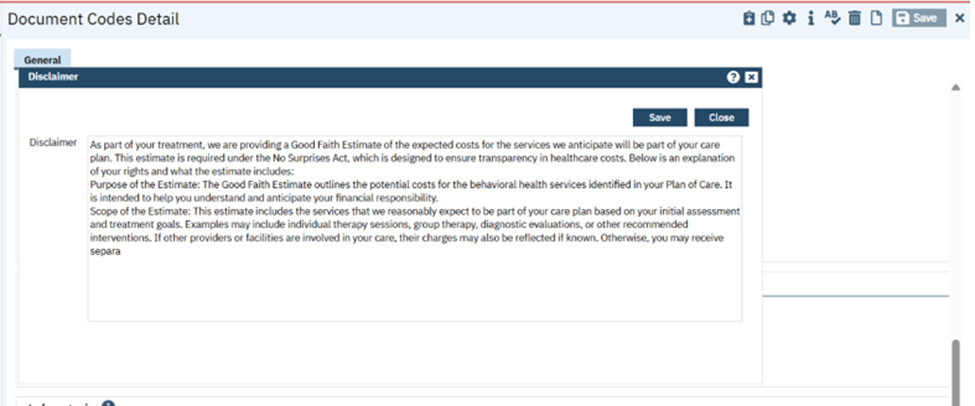 Document Codes Detail
Save
General
Disclaimer
Save
Close
Disclaimer
As part of your treatment, we are providing a Good Faith Estimate of the expected costs for the services we anticipate will be part of your care
plan. This estimate is required under the No Surprises Act, which is designed to ensure transparency in healthcare costs. Below is an explanation
of your rights and what the estimate includes:
Purpose of the Estimate: The Good Faith Estimate outlines the potential costs for the behavioral health services identified in your Plan of Care. It
is intended to help you understand and anticipate your financial responsibility.
Scope of the Estimate: This estimate includes the services that we reasonably expect to be part of your care plan based on your initial assessment
and treatment goals. Examples may include individual therapy sessions, group therapy, diagnostic evaluations, or other recommended
interventions. If other providers or facilities are involved in your care, their charges may also be reflected if known. Otherwise, you may receive
separa